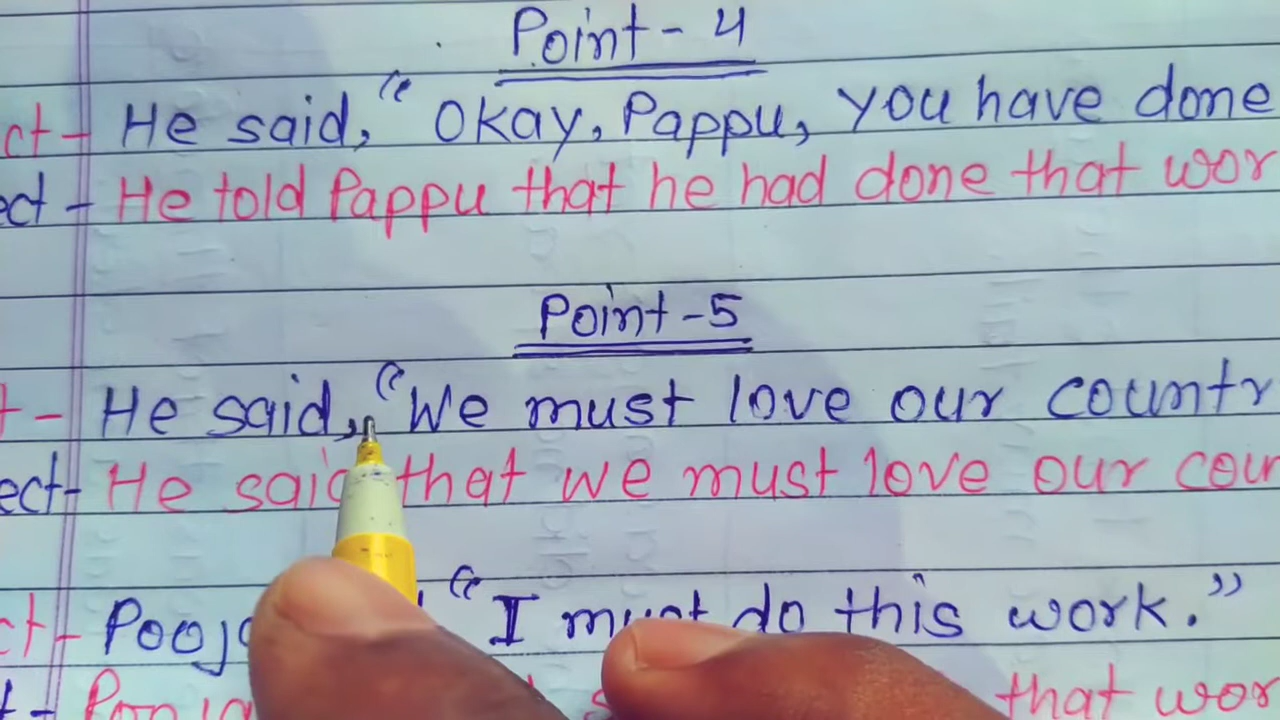 Point - 4
ct - He said, " Okay, Pappu, you have done
ect - He told Pappu that he had done that wor
Point - 5
t - He said, "We must love our countr
ect - He said that we must love our cour
ct - Pooja "I must do this work."
t - Pooja that wor